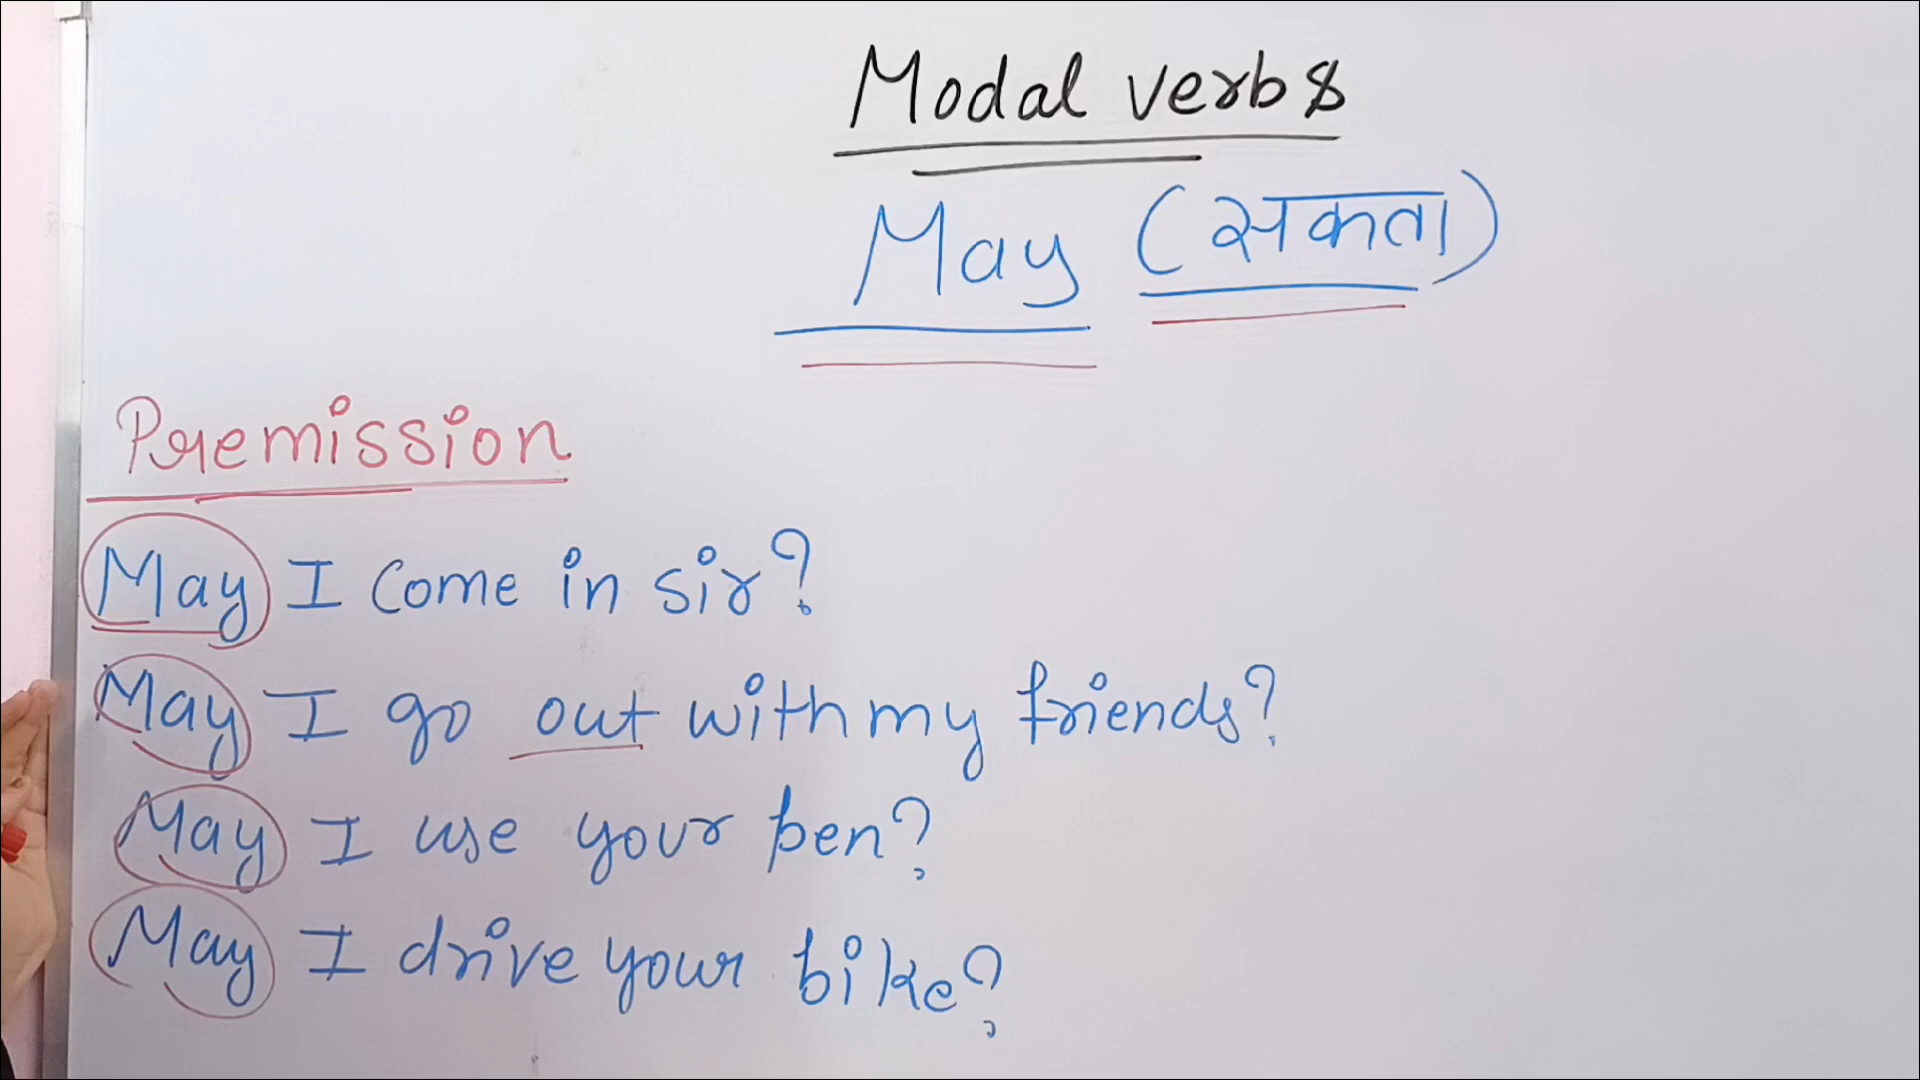 Modal verbs
May (सकता)
Premission
May I come in sir?
May I go out with my friends?
May I use your pen?
May I drive your bike?